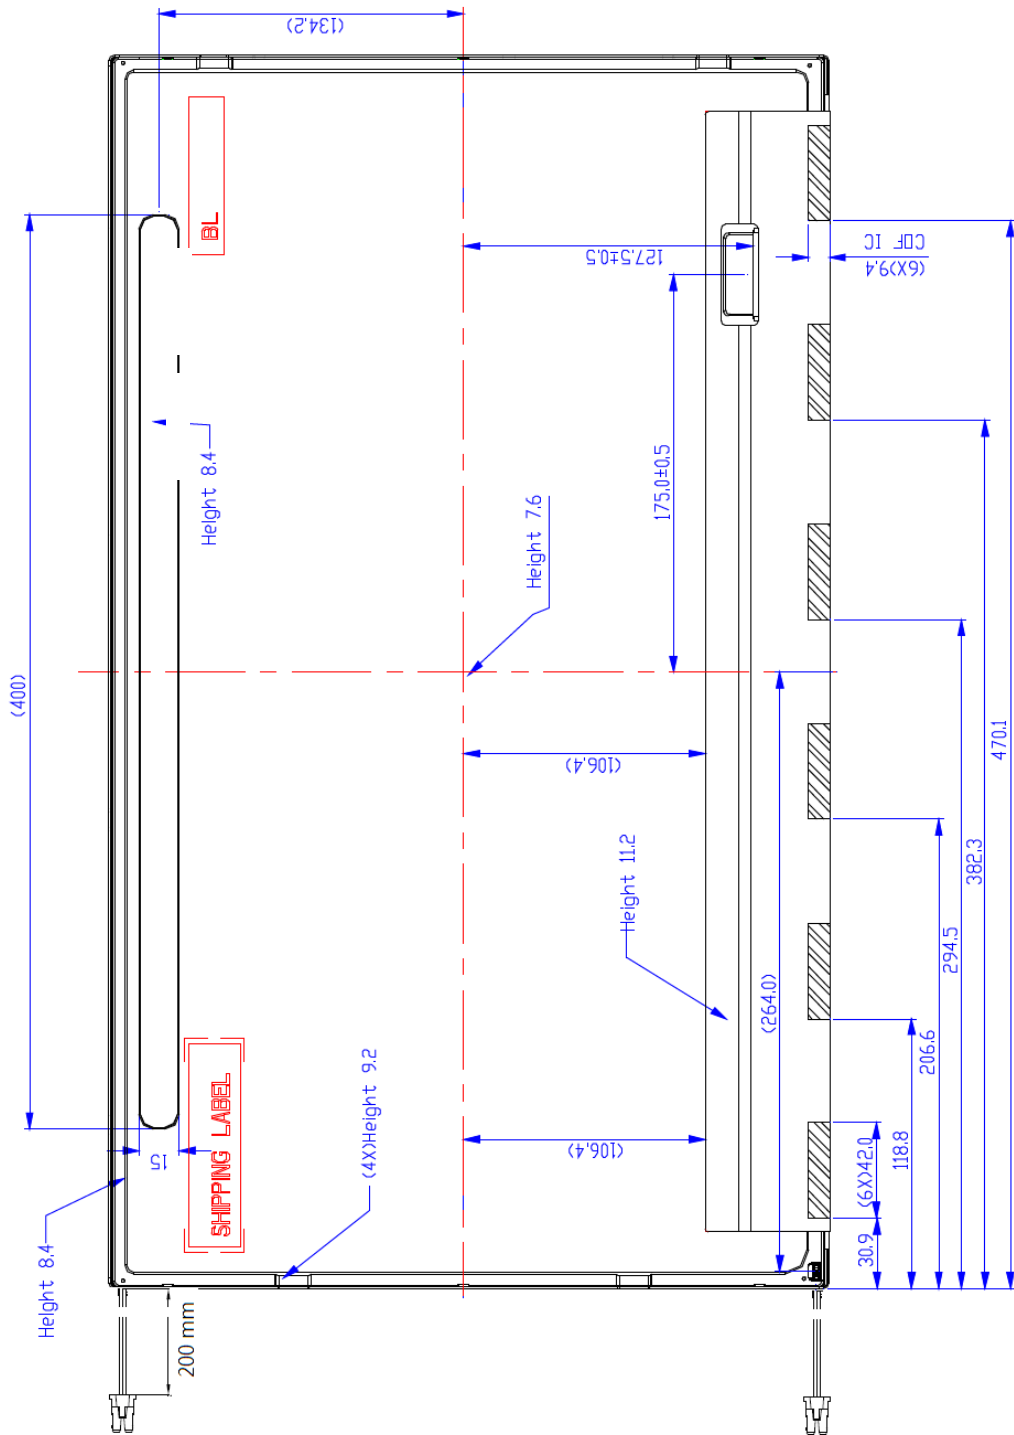 (134.2)
BL
127.5±0.5
COF IC
(6X)9.4
Height 8.4
175.0±0.5
Height 7.6
(400)
(106.4)
470.1
382.3
Height 11.2
294.5
(264.0)
206.6
(4X)Height 9.2
SHIPPING LABEL
(106.4)
15
118.8
(6X)42.0
30.9
Height 8.4
200 mm